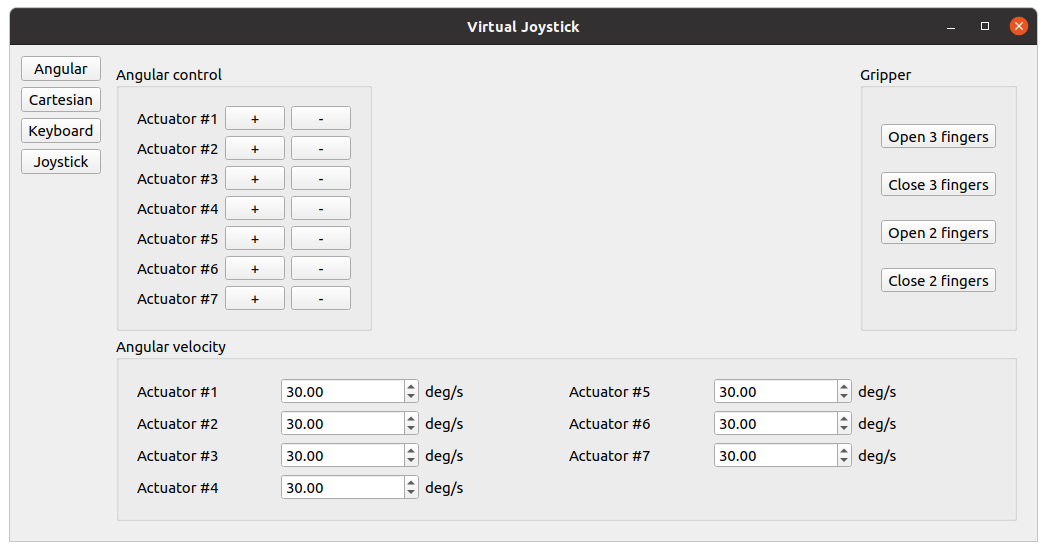 Virtual Joystick
Angular
Cartesian
Keyboard
Joystick
Angular control
Actuator #1 + -
Actuator #2 + -
Actuator #3 + -
Actuator #4 + -
Actuator #5 + -
Actuator #6 + -
Actuator #7 + -
Gripper
Open 3 fingers
Close 3 fingers
Open 2 fingers
Close 2 fingers
Angular velocity
Actuator #1 30.00 deg/s
Actuator #2 30.00 deg/s
Actuator #3 30.00 deg/s
Actuator #4 30.00 deg/s
Actuator #5 30.00 deg/s
Actuator #6 30.00 deg/s
Actuator #7 30.00 deg/s